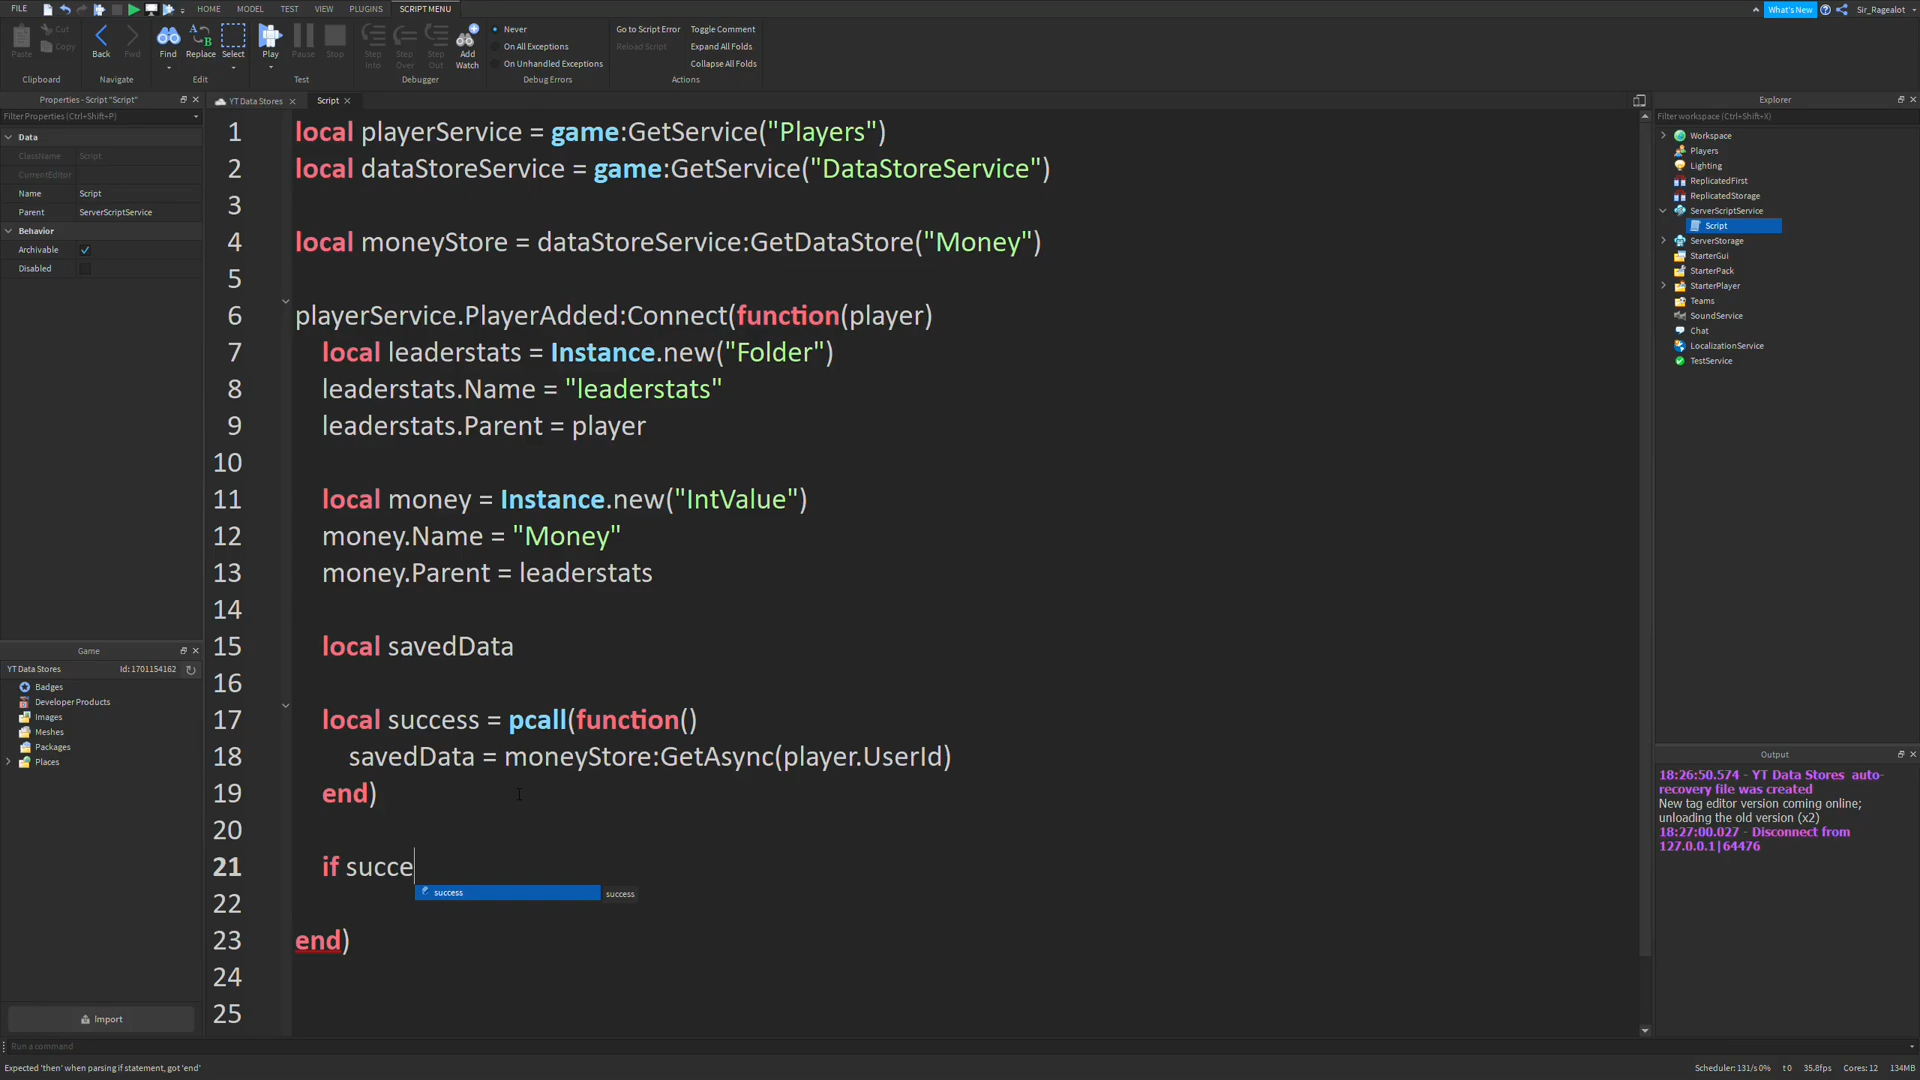 FILE HOME MODEL TEST VIEW PLUGINS SCRIPT MENU What's New Sir_Ragealot
Paste Cut Copy Back Fwd Find Replace Select Play Pause Stop Step Into Step Over Step Out Add Watch
Never
On All Exceptions
On Unhandled Exceptions
Go to Script Error
Reload Script
Toggle Comment
Expand All Folds
Collapse All Folds
Clipboard Navigate Edit Test Debugger Debug Errors Actions
Properties - Script "Script"
Filter Properties (Ctrl+Shift+P)
Data
ClassName Script
CurrentEditor
Name Script
Parent ServerScriptService
Behavior
Archivable
Disabled
Game
YT Data Stores Id: 1701154162
Badges
Developer Products
Images
Meshes
Packages
Places
Import
YT Data Stores Script
1 local playerService = game:GetService("Players")
2 local dataStoreService = game:GetService("DataStoreService")
3
4 local moneyStore = dataStoreService:GetDataStore("Money")
5
6 playerService.PlayerAdded:Connect(function(player)
7 local leaderstats = Instance.new("Folder")
8 leaderstats.Name = "leaderstats"
9 leaderstats.Parent = player
10
11 local money = Instance.new("IntValue")
12 money.Name = "Money"
13 money.Parent = leaderstats
14
15 local savedData
16
17 local success = pcall(function()
18 savedData = moneyStore:GetAsync(player.UserId)
19 end)
20
21 if succe
success success
22
23 end)
24
25
Explorer
Filter workspace (Ctrl+Shift+X)
Workspace
Players
Lighting
ReplicatedFirst
ReplicatedStorage
ServerScriptService
Script
ServerStorage
StarterGui
StarterPack
StarterPlayer
Teams
SoundService
Chat
LocalizationService
TestService
Output
18:26:50.574 - YT Data Stores auto-
recovery file was created
New tag editor version coming online;
unloading the old version (x2)
18:27:00.027 - Disconnect from
127.0.0.1|64476
Run a command
Expected 'then' when parsing if statement, got 'end' Scheduler: 131/s 0% t 0 35.8fps Cores: 12 134MB